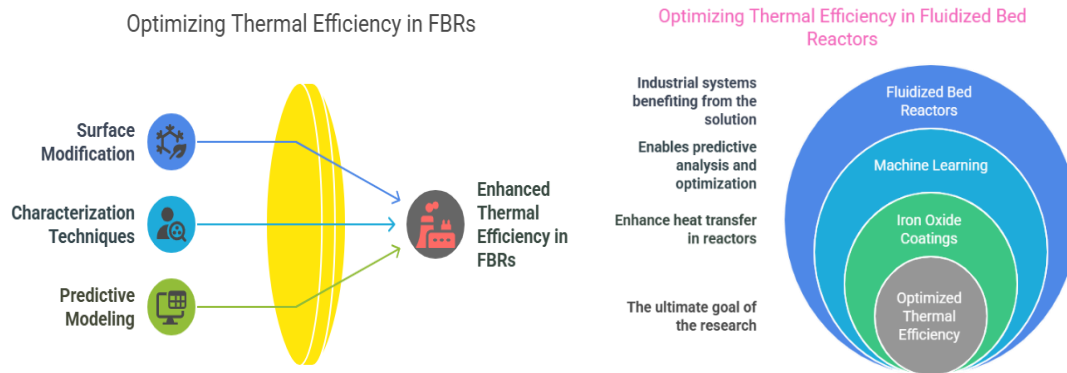 Optimizing Thermal Efficiency in FBRs
Surface
Modification
Characterization
Techniques
Predictive
Modeling
Enhanced
Thermal
Efficiency in
FBRs
Optimizing Thermal Efficiency in Fluidized Bed
Reactors
Industrial systems
benefiting from the
solution
Fluidized Bed
Reactors
Enables predictive
analysis and
optimization
Machine Learning
Enhance heat transfer
in reactors
Iron Oxide
Coatings
The ultimate goal of
the research
Optimized
Thermal
Efficiency